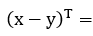 (x − y)ᵀ =